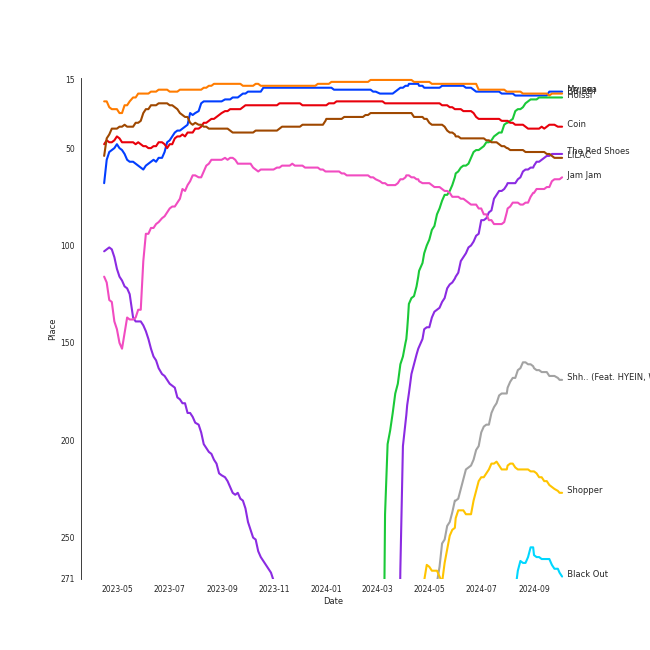 15
50
100
150
200
250
271
Place
2023-05
2023-07
2023-09
2023-11
2024-01
2024-03
2024-05
2024-07
2024-09
Date
Coin
The Red Shoes
LILAC
Jam Jam
Shh.. (Feat. HYEIN, 
Shopper
Black Out